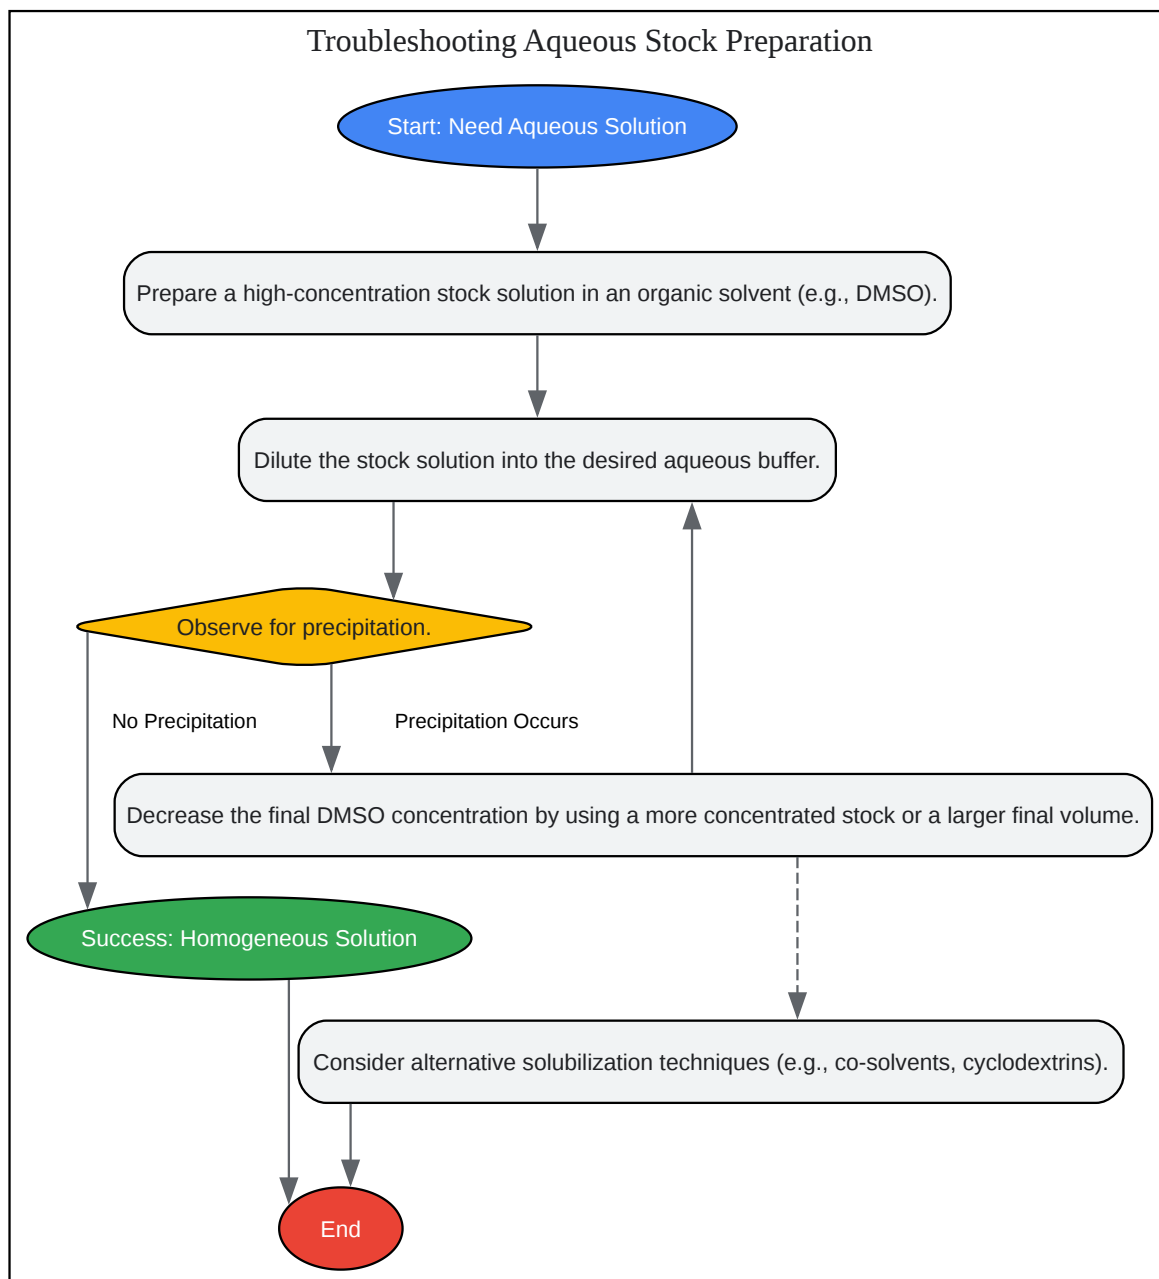 Troubleshooting Aqueous Stock Preparation
Start: Need Aqueous Solution
Prepare a high-concentration stock solution in an organic solvent (e.g., DMSO).
Dilute the stock solution into the desired aqueous buffer.
Observe for precipitation.
No Precipitation
Precipitation Occurs
Decrease the final DMSO concentration by using a more concentrated stock or a larger final volume.
Success: Homogeneous Solution
Consider alternative solubilization techniques (e.g., co-solvents, cyclodextrins).
End